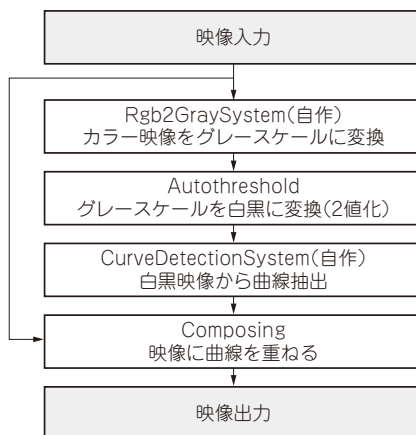 映像入力
Rgb2GraySystem(自作)
カラー映像をグレースケールに変換
Autothreshold
グレースケールを白黒に変換(2値化)
CurveDetectionSystem(自作)
白黒映像から曲線抽出
Composing
映像に曲線を重ねる
映像出力